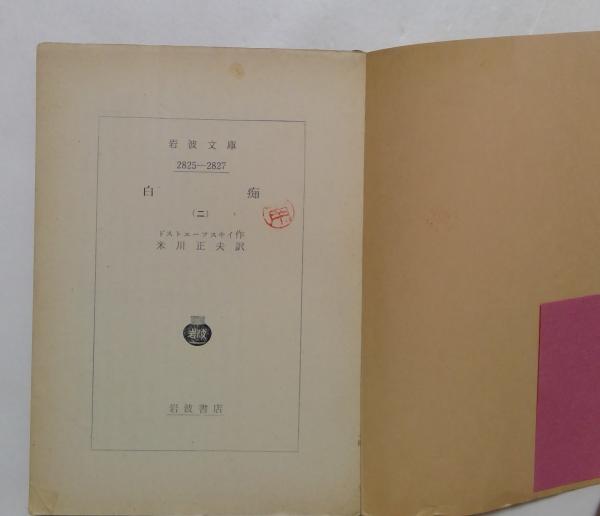 岩波文庫
2825—2827
白痴
(二)
ドストエーフスキイ作
米川正夫訳
岩波
岩波書店